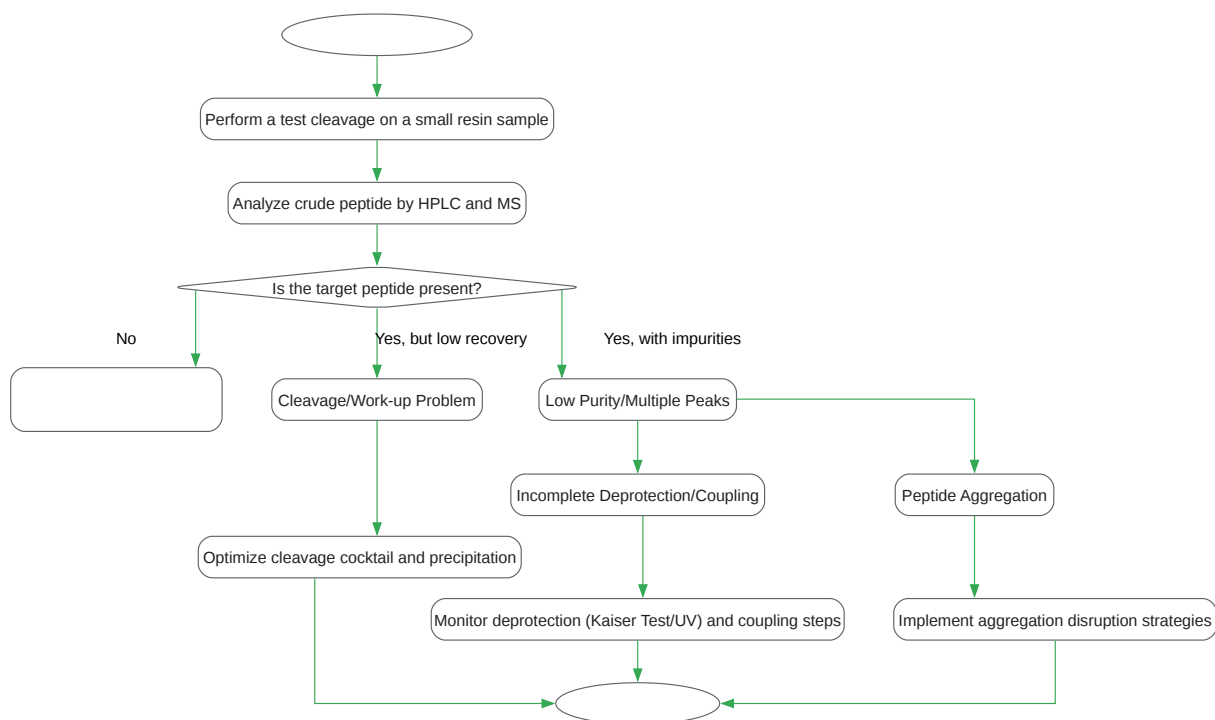 Perform a test cleavage on a small resin sample
Analyze crude peptide by HPLC and MS
Is the target peptide present?
No
Yes, but low recovery
Yes, with impurities
Cleavage/Work-up Problem
Low Purity/Multiple Peaks
Incomplete Deprotection/Coupling
Peptide Aggregation
Optimize cleavage cocktail and precipitation
Monitor deprotection (Kaiser Test/UV) and coupling steps
Implement aggregation disruption strategies